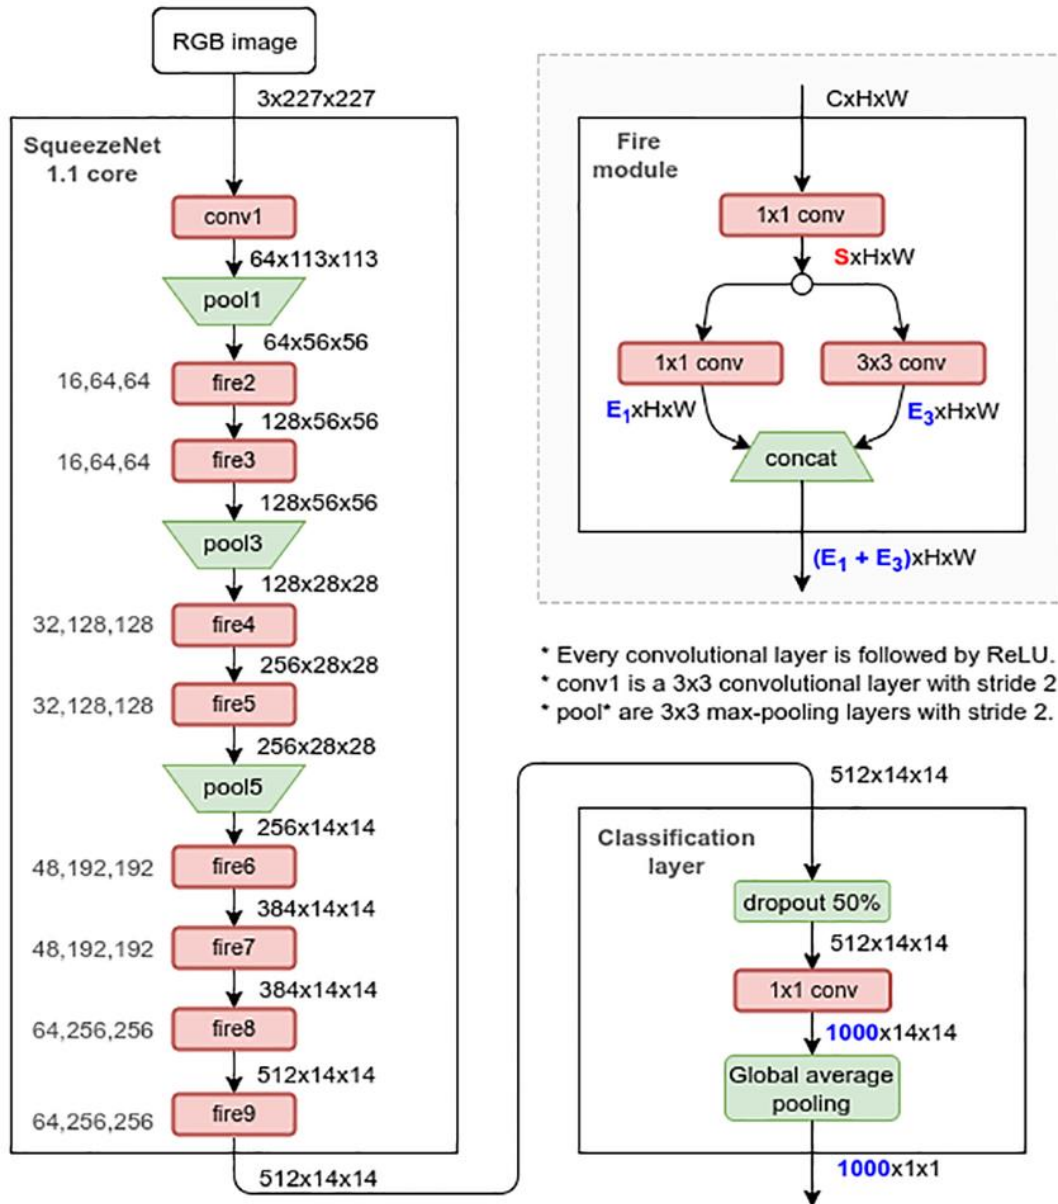 RGB image
3x227x227
SqueezeNet
1.1 core
conv1
64x113x113
pool1
64x56x56
16,64,64
fire2
128x56x56
16,64,64
fire3
128x56x56
pool3
128x28x28
32,128,128
fire4
256x28x28
32,128,128
fire5
256x28x28
pool5
256x14x14
48,192,192
fire6
384x14x14
48,192,192
fire7
384x14x14
64,256,256
fire8
512x14x14
64,256,256
fire9
512x14x14
CxHxW
Fire
module
1x1 conv
SxHxW
1x1 conv
3x3 conv
E1xHxW
E3xHxW
concat
(E1 + E3)xHxW
* Every convolutional layer is followed by ReLU.
* conv1 is a 3x3 convolutional layer with stride 2
* pool* are 3x3 max-pooling layers with stride 2.
512x14x14
Classification
layer
dropout 50%
512x14x14
1x1 conv
1000x14x14
Global average
pooling
1000x1x1